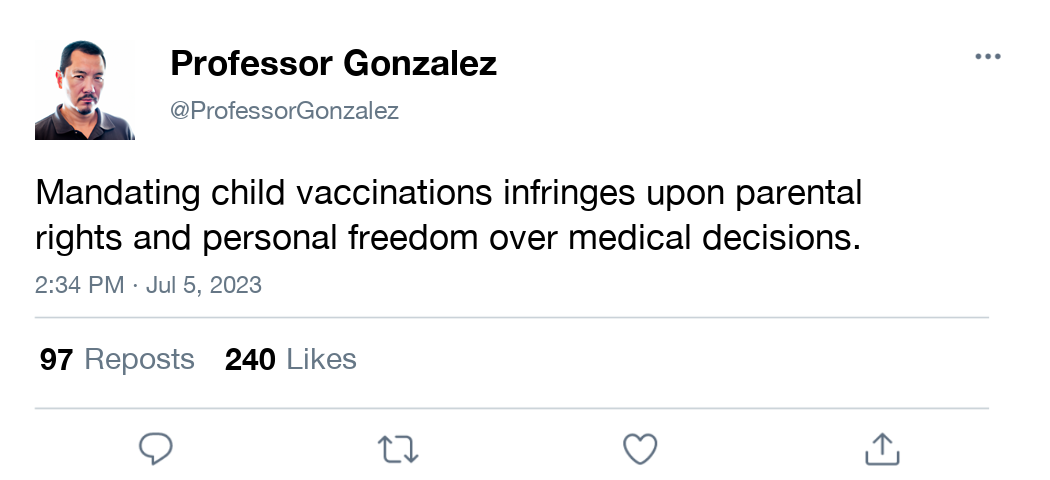 Professor Gonzalez
@ProfessorGonzalez
Mandating child vaccinations infringes upon parental
rights and personal freedom over medical decisions.
2:34 PM · Jul 5, 2023
97 Reposts 240 Likes